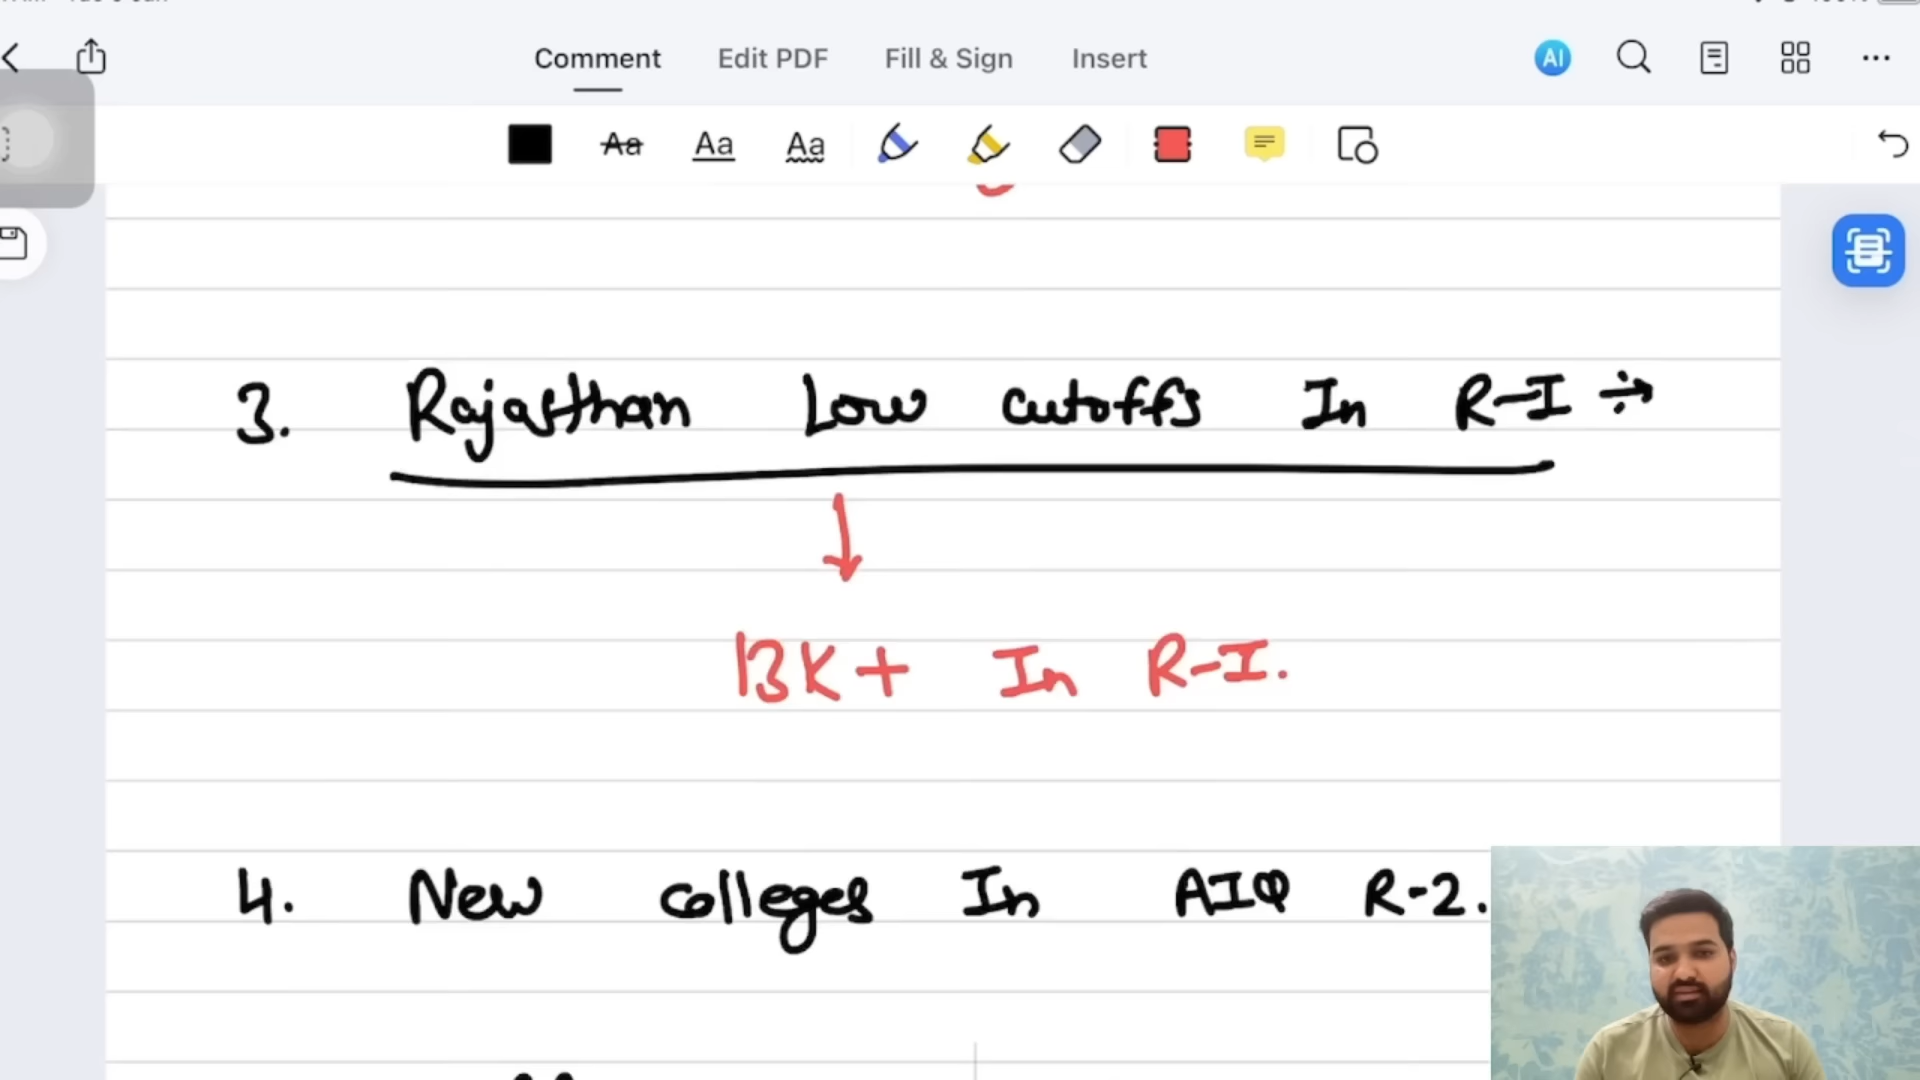 Comment Edit PDF Fill & Sign Insert AI
Aa Aa Aa
3. Rajasthan Low cutoffs In R-I ÷→
13K+ In R-I.
4. New colleges In AIQ R-2.